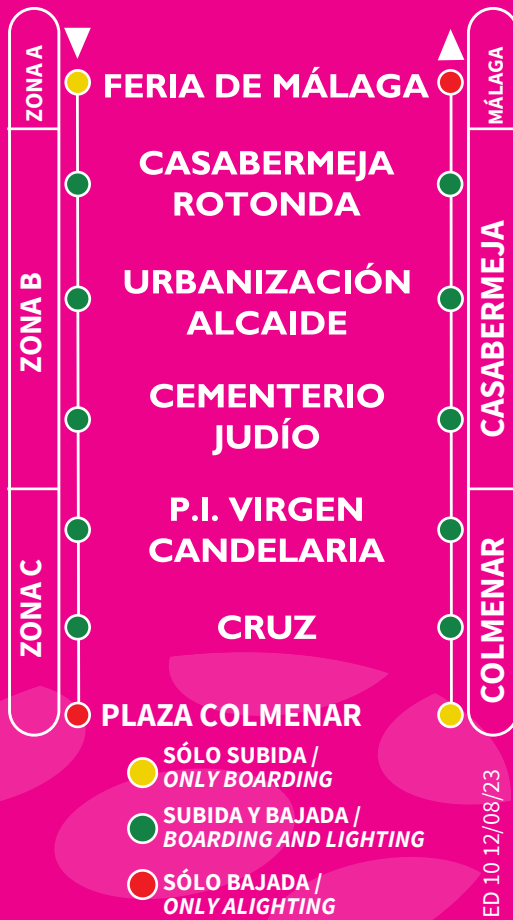 ZONA A
ZONA B
ZONA C
FERIA DE MÁLAGA
CASABERMEJA
ROTONDA
URBANIZACIÓN
ALCAIDE
CEMENTERIO
JUDÍO
P.I. VIRGEN
CANDELARIA
CRUZ
PLAZA COLMENAR
MÁLAGA
CASABERMEJA
COLMENAR
SÓLO SUBIDA /
ONLY BOARDING
SUBIDA Y BAJADA /
BOARDING AND LIGHTING
SÓLO BAJADA /
ONLY ALIGHTING
ED 10 12/08/23